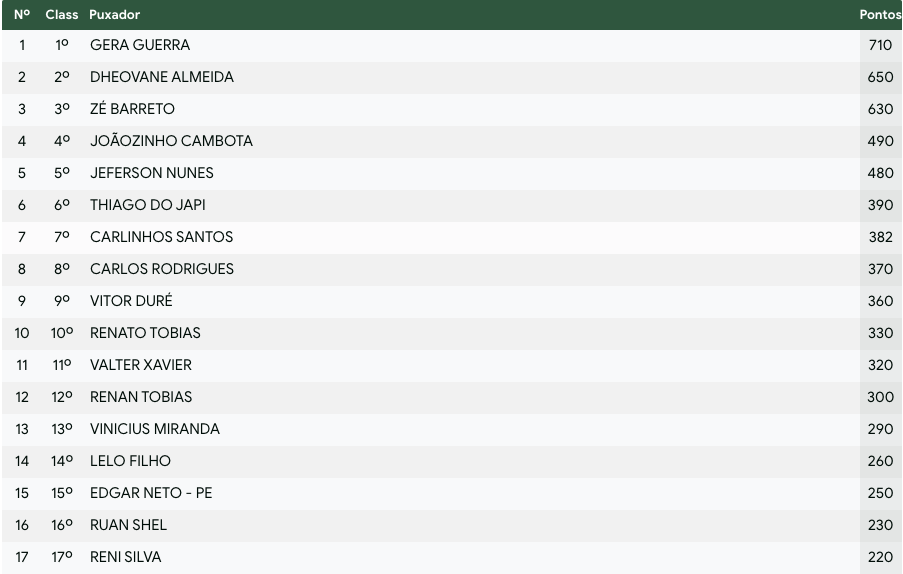 Nº Class Puxador Pontos
1 1º GERA GUERRA 710
2 2º DHEOVANE ALMEIDA 650
3 3º ZÉ BARRETO 630
4 4º JOÃOZINHO CAMBOTA 490
5 5º JEFERSON NUNES 480
6 6º THIAGO DO JAPI 390
7 7º CARLINHOS SANTOS 382
8 8º CARLOS RODRIGUES 370
9 9º VITOR DURÉ 360
10 10º RENATO TOBIAS 330
11 11º VALTER XAVIER 320
12 12º RENAN TOBIAS 300
13 13º VINICIUS MIRANDA 290
14 14º LELO FILHO 260
15 15º EDGAR NETO - PE 250
16 16º RUAN SHEL 230
17 17º RENI SILVA 220